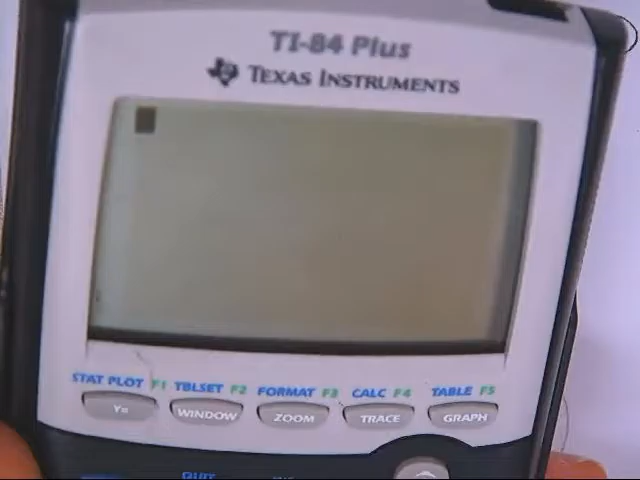 TI-84 Plus
TEXAS INSTRUMENTS
STAT PLOT F1 TBLSET F2 FORMAT F3 CALC F4 TABLE F5
Y= WINDOW ZOOM TRACE GRAPH
QUIT